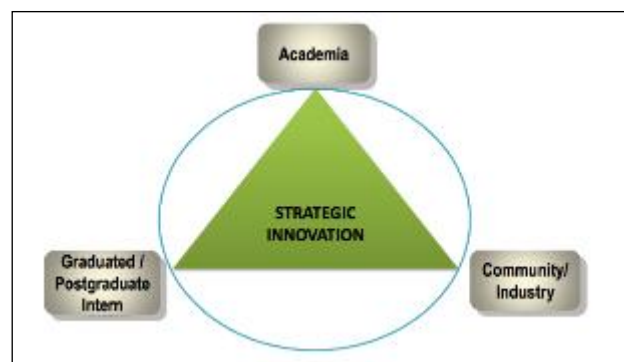 Academia
STRATEGIC
INNOVATION
Graduated /
Postgraduate
Intern
Community/
Industry